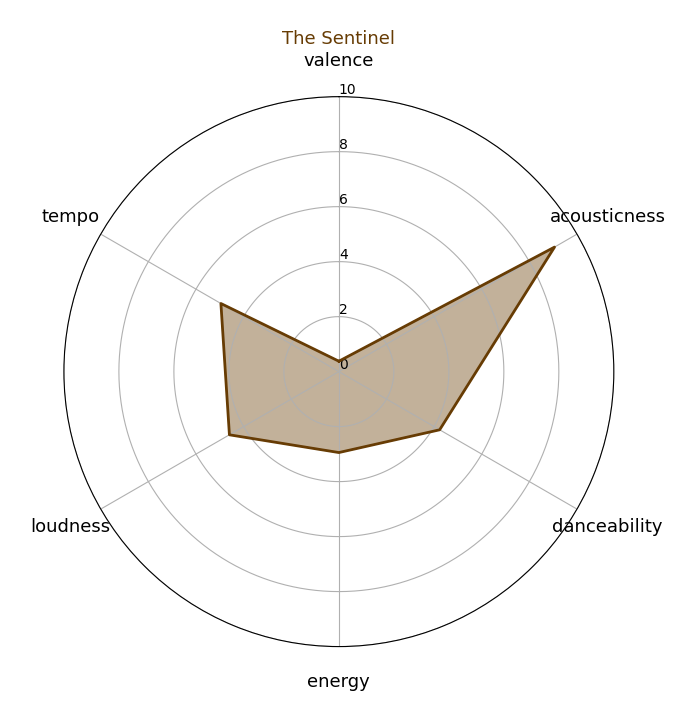 The Sentinel
valence
10
8
6
4
2
0
tempo
acousticness
loudness
danceability
energy